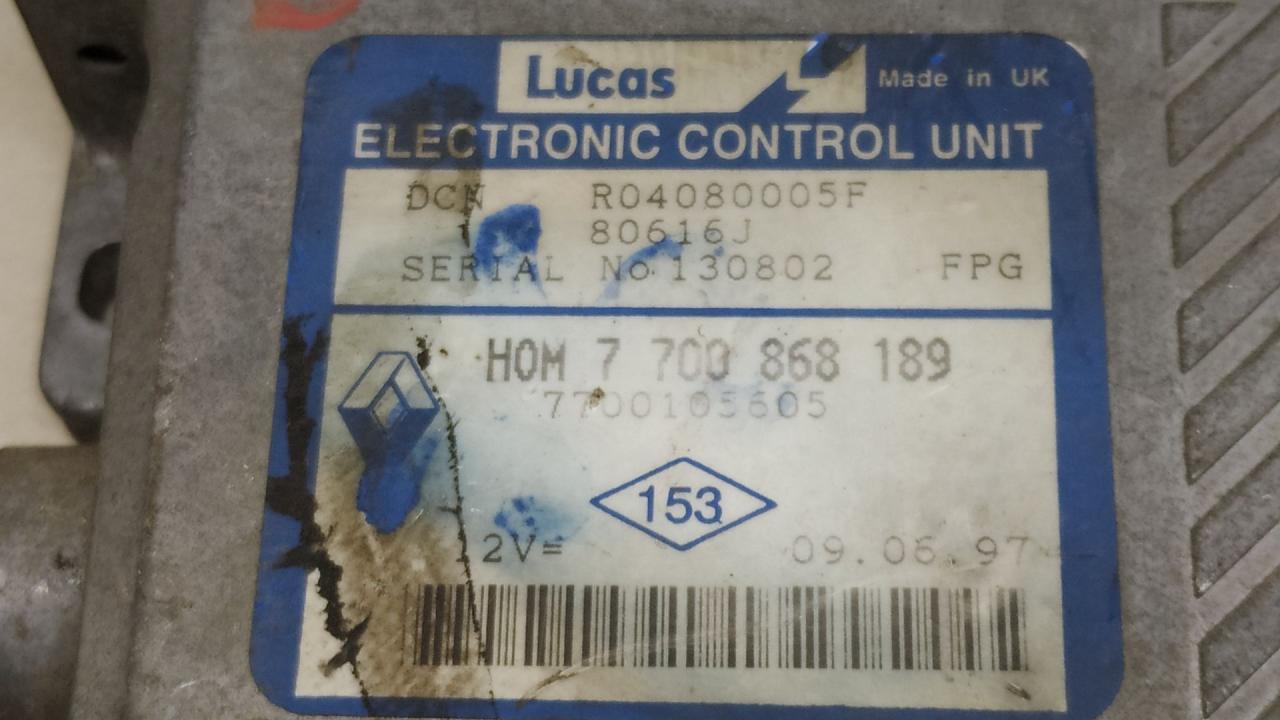 Lucas Made in UK
ELECTRONIC CONTROL UNIT
DCN R04080005F
80616J
SERIAL No 130802 FPG
HOM 7 700 868 189
7700105605
153
12V= 09.06.97